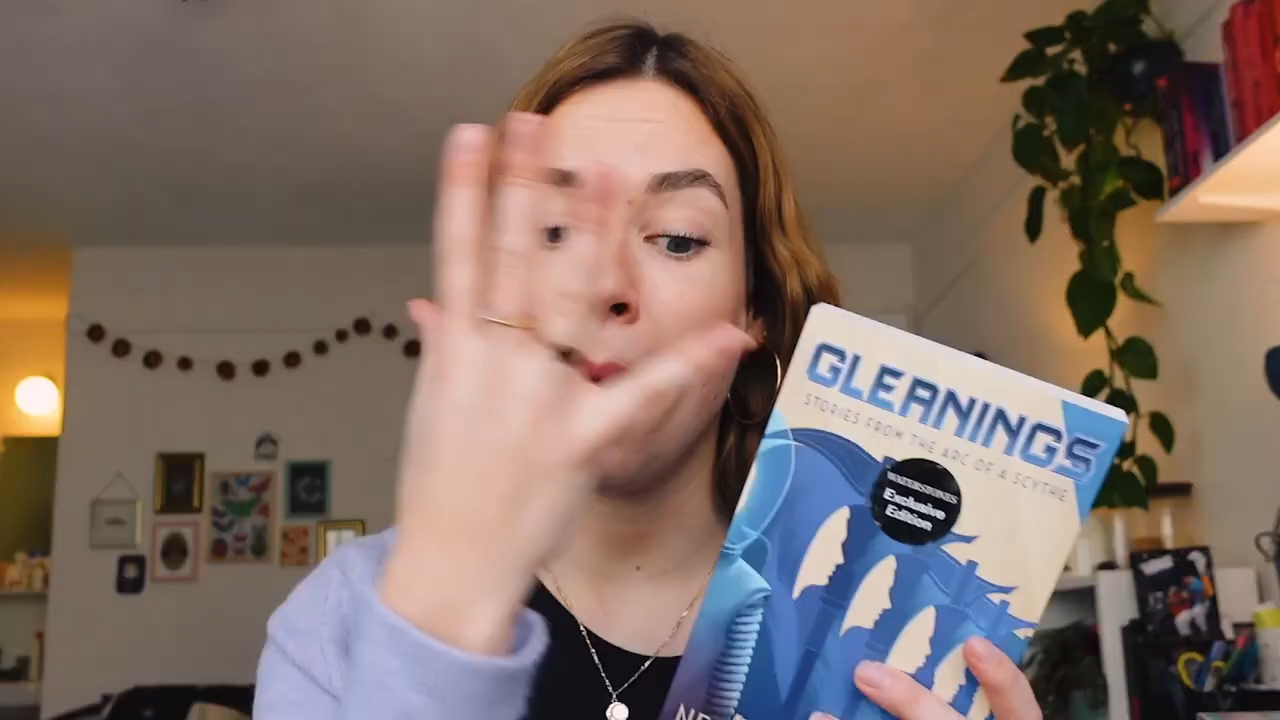 GLEANINGS
STORIES FROM THE ARC OF A SCYTHE
WATERSTONES
Exclusive
Edition